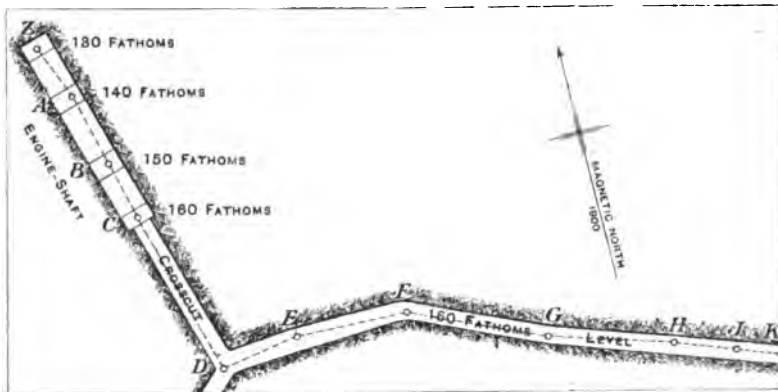 Z
130 FATHOMS
A
140 FATHOMS
B
150 FATHOMS
ENGINE-SHAFT
C
160 FATHOMS
CROSSCUT
MAGNETIC NORTH
1900
D
E
F
160 FATHOMS
G
LEVEL
H
I
K